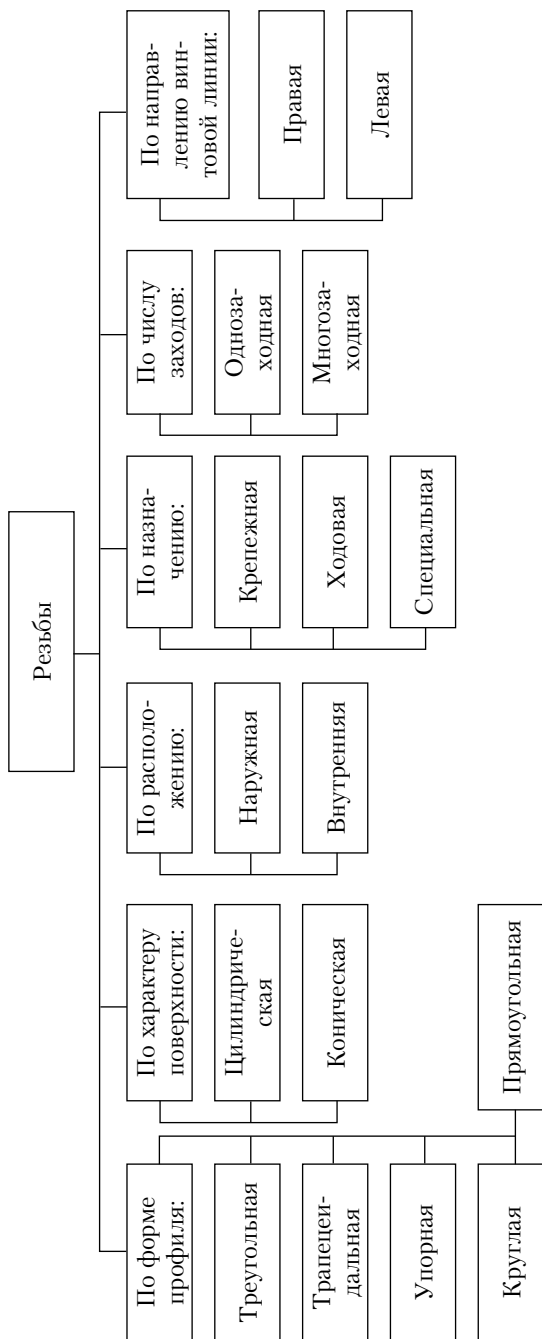 Резьбы
По форме
профиля:
Треугольная
Трапецеи-
дальная
Упорная
Круглая
Прямоугольная
По характеру
поверхности:
Цилиндриче-
ская
Коническая
По располо-
жению:
Наружная
Внутренняя
По назна-
чению:
Крепежная
Ходовая
Специальная
По числу
заходов:
Одноза-
ходная
Многоза-
ходная
По направ-
лению вин-
товой линии:
Правая
Левая